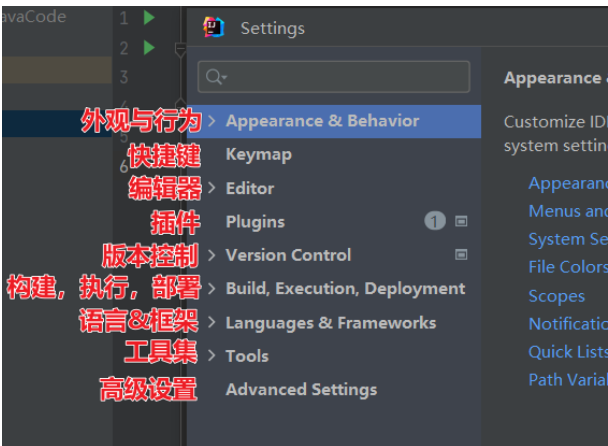 avaCode
1
2
3
5
6
Settings
Appearance
Customize IDE
system settin
外观与行为 Appearance & Behavior
快捷键 Keymap
编辑器 Editor
插件 Plugins 1
版本控制 Version Control
构建，执行，部署 Build, Execution, Deployment
语言&框架 Languages & Frameworks
工具集 Tools
高级设置 Advanced Settings
Appearanc
Menus and
System Se
File Colors
Scopes
Notificatio
Quick Lists
Path Varial